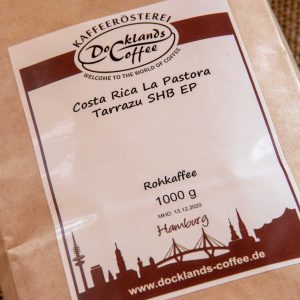 KAFFEERÖSTEREI
Docklands
Coffee
WELCOME TO THE WORLD OF COFFEE
Costa Rica La Pastora
Tarrazu SHB EP
Rohkaffee
1000 g
MHD: 15.12.2020
Hamburg
www.docklands-coffee.de